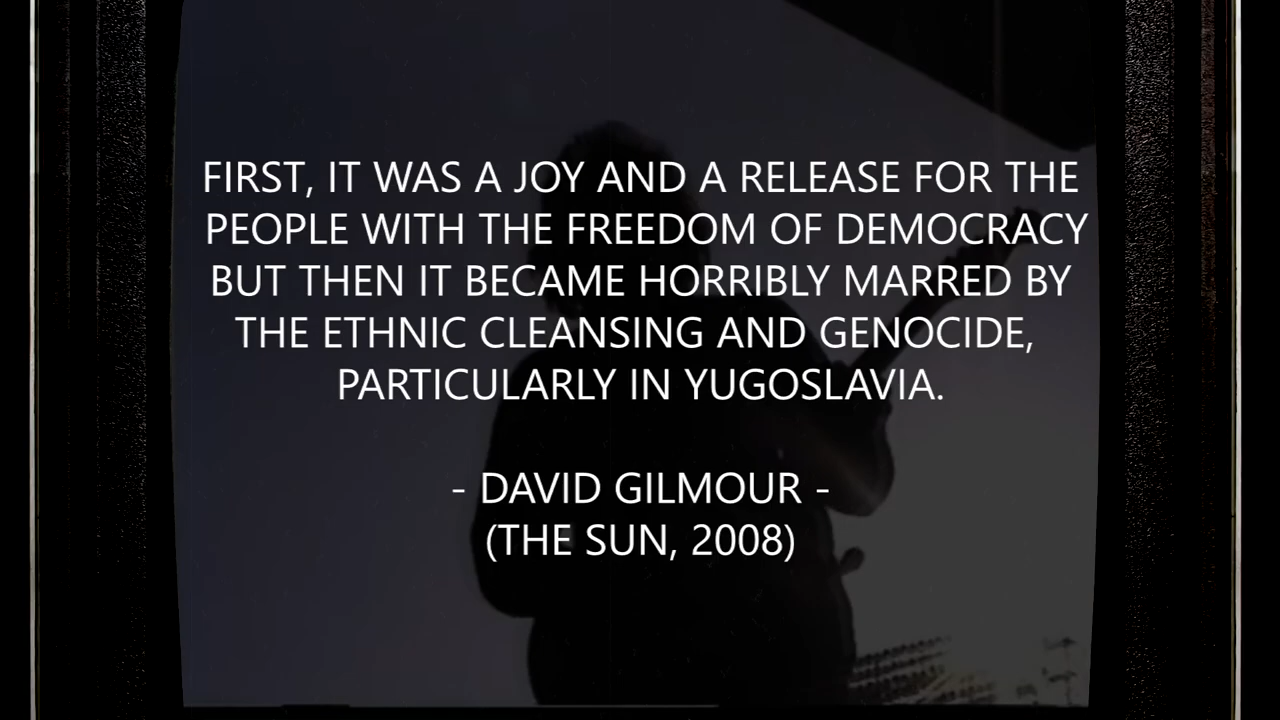 FIRST, IT WAS A JOY AND A RELEASE FOR THE
PEOPLE WITH THE FREEDOM OF DEMOCRACY
BUT THEN IT BECAME HORRIBLY MARRED BY
THE ETHNIC CLEANSING AND GENOCIDE,
PARTICULARLY IN YUGOSLAVIA.
- DAVID GILMOUR -
(THE SUN, 2008)